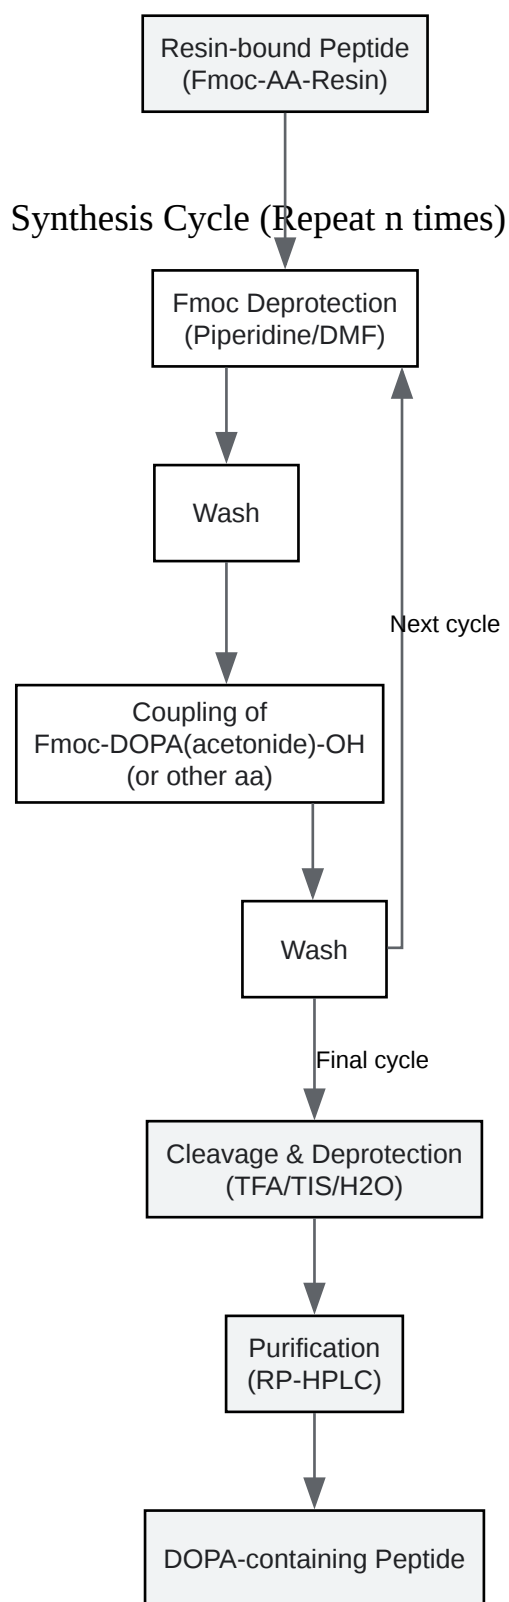 Resin-bound Peptide
(Fmoc-AA-Resin)
Synthesis Cycle (Repeat n times)
Fmoc Deprotection
(Piperidine/DMF)
Wash
Next cycle
Coupling of
Fmoc-DOPA(acetonide)-OH
(or other aa)
Wash
Final cycle
Cleavage & Deprotection
(TFA/TIS/H2O)
Purification
(RP-HPLC)
DOPA-containing Peptide